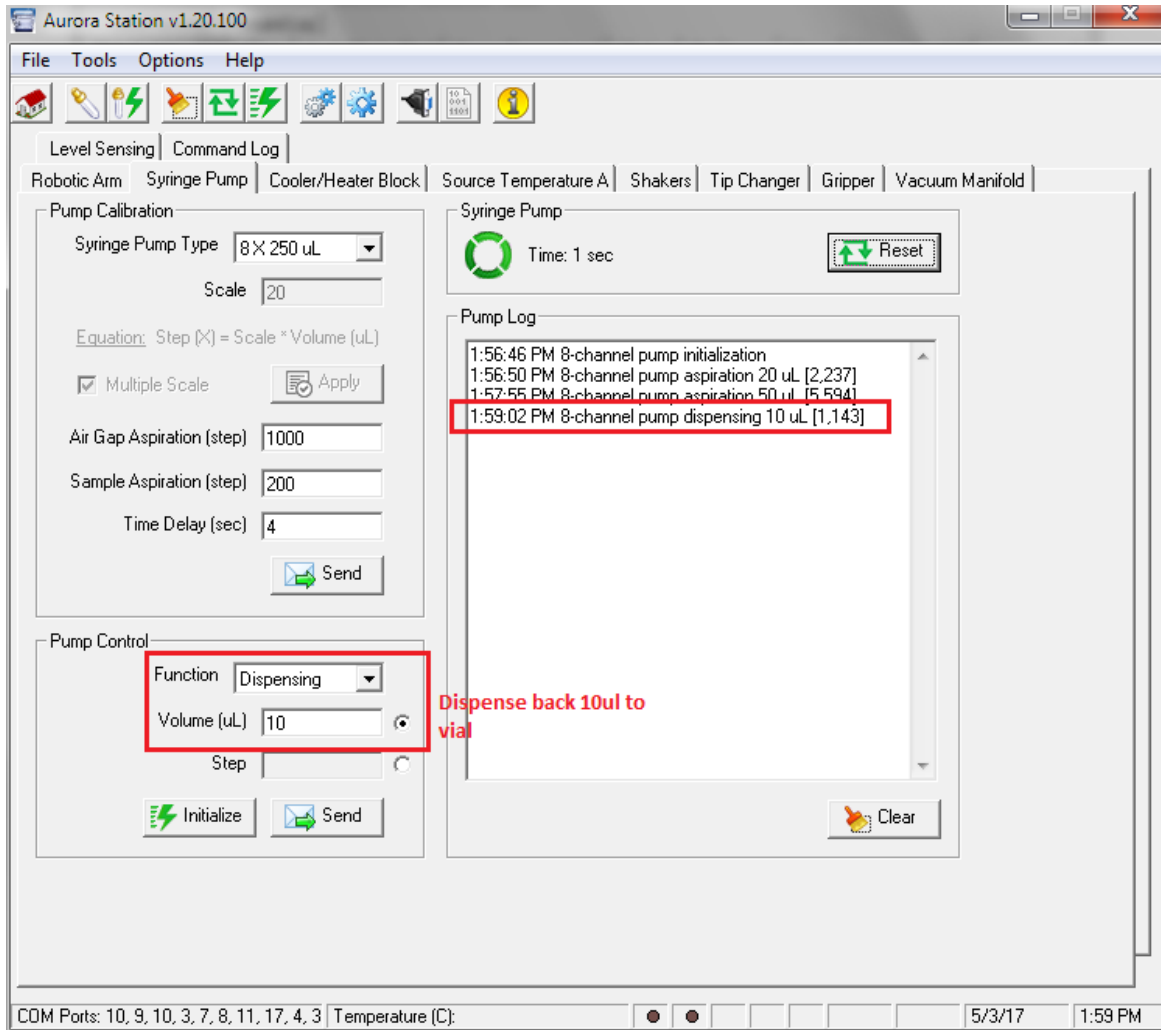 Aurora Station v1.20.100
File Tools Options Help
Level Sensing Command Log
Robotic Arm Syringe Pump Cooler/Heater Block Source Temperature A Shakers Tip Changer Gripper Vacuum Manifold
Pump Calibration
Syringe Pump Type 8 X 250 uL
Scale 20
Equation: Step (X) = Scale * Volume (uL)
Multiple Scale Apply
Air Gap Aspiration (step) 1000
Sample Aspiration (step) 200
Time Delay (sec) 4
Send
Pump Control
Function Dispensing
Volume (uL) 10
Step
Initialize Send
Syringe Pump
Time: 1 sec Reset
Pump Log
1:56:46 PM 8-channel pump initialization
1:56:50 PM 8-channel pump aspiration 20 uL [2,237]
1:57:55 PM 8-channel pump aspiration 50 uL [5,594]
1:59:02 PM 8-channel pump dispensing 10 uL [1,143]
Dispense back 10ul to
vial
Clear
COM Ports: 10, 9, 10, 3, 7, 8, 11, 17, 4, 3 Temperature (C): 5/3/17 1:59 PM